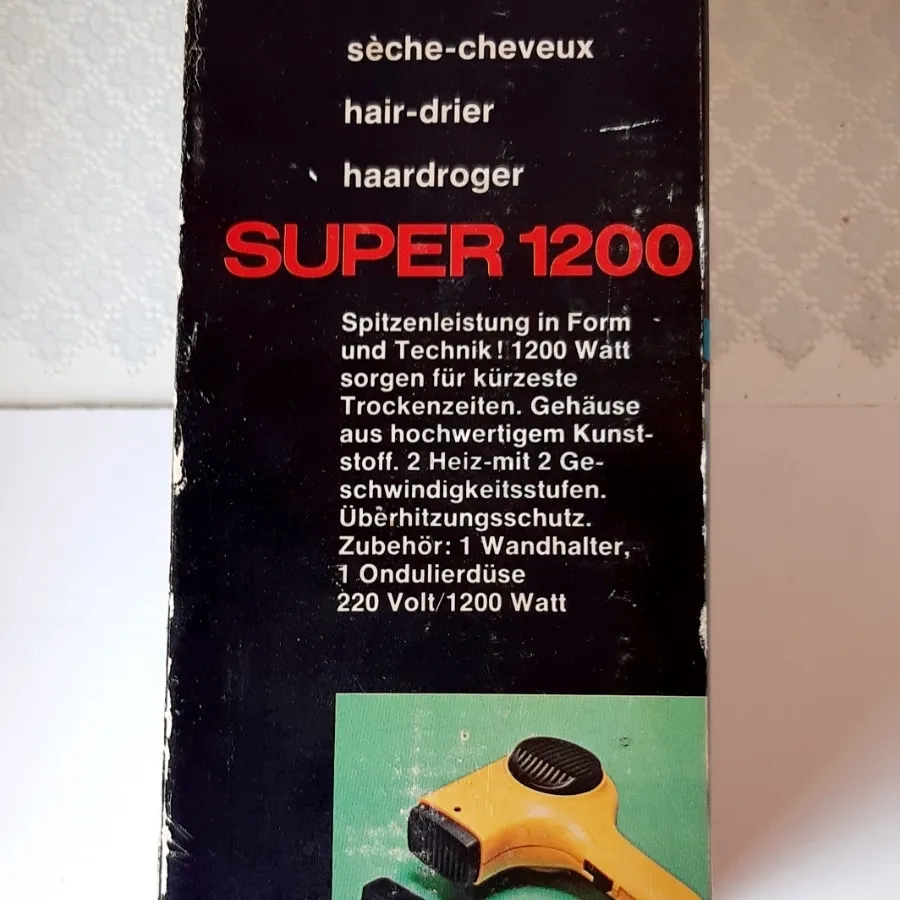 sèche-cheveux
hair-drier
haardroger
SUPER 1200
Spitzenleistung in Form
und Technik! 1200 Watt
sorgen für kürzeste
Trockenzeiten. Gehäuse
aus hochwertigem Kunst-
stoff. 2 Heiz-mit 2 Ge-
schwindigkeitsstufen.
Überhitzungsschutz.
Zubehör: 1 Wandhalter,
1 Ondulierdüse
220 Volt/1200 Watt